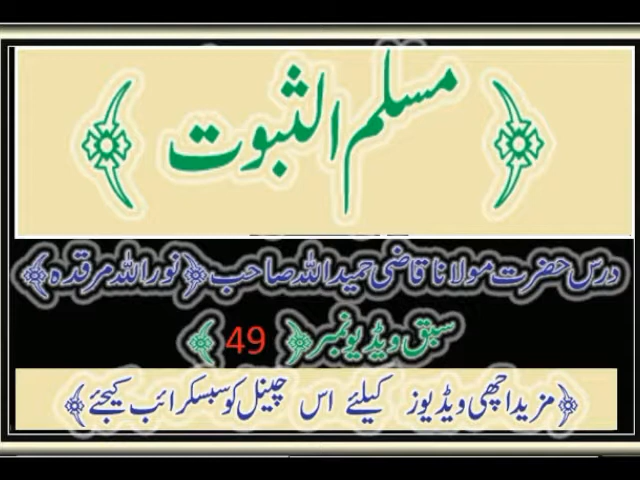 ﴿ مسلم الثبوت ﴾
درس حضرت مولانا قاضی حمید اللہ صاحب ﴿نور اللہ مرقدہ﴾
سبق ویڈیو نمبر ﴿ 49 ﴾
﴿مزید اچھی ویڈیوز کیلئے اس چینل کو سبسکرائب کیجئے﴾